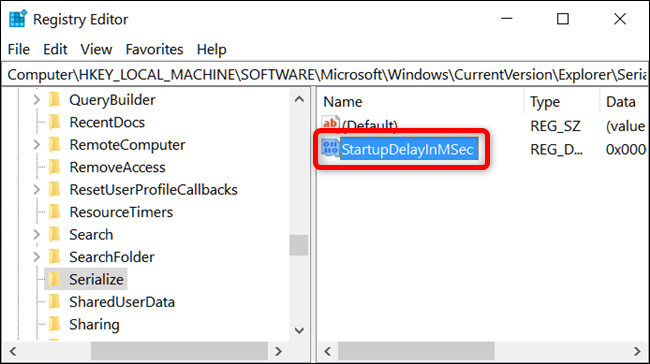 Registry Editor
File Edit View Favorites Help
Computer\HKEY_LOCAL_MACHINE\SOFTWARE\Microsoft\Windows\CurrentVersion\Explorer\Seria
QueryBuilder
RecentDocs
RemoteComputer
RemoveAccess
ResetUserProfileCallbacks
ResourceTimers
Search
SearchFolder
Serialize
SharedUserData
Sharing
Name Type Data
ab (Default) REG_SZ (value
StartupDelayInMSec REG_D... 0x000